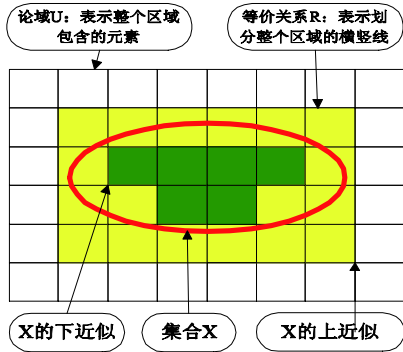 论域U：表示整个区域
包含的元素
等价关系R：表示划
分整个区域的横竖线
X的下近似
集合X
X的上近似